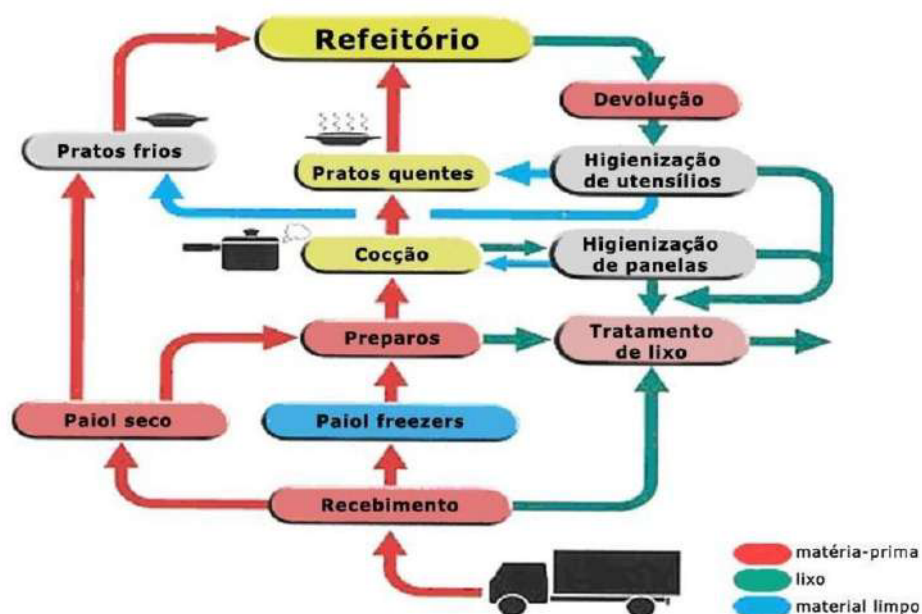 Refeitório
Devolução
Pratos frios
Pratos quentes
Higienização
de utensílios
Cocção
Higienização
de panelas
Preparos
Tratamento
de lixo
Paiol seco
Paiol freezers
Recebimento
matéria-prima
lixo
material limpo